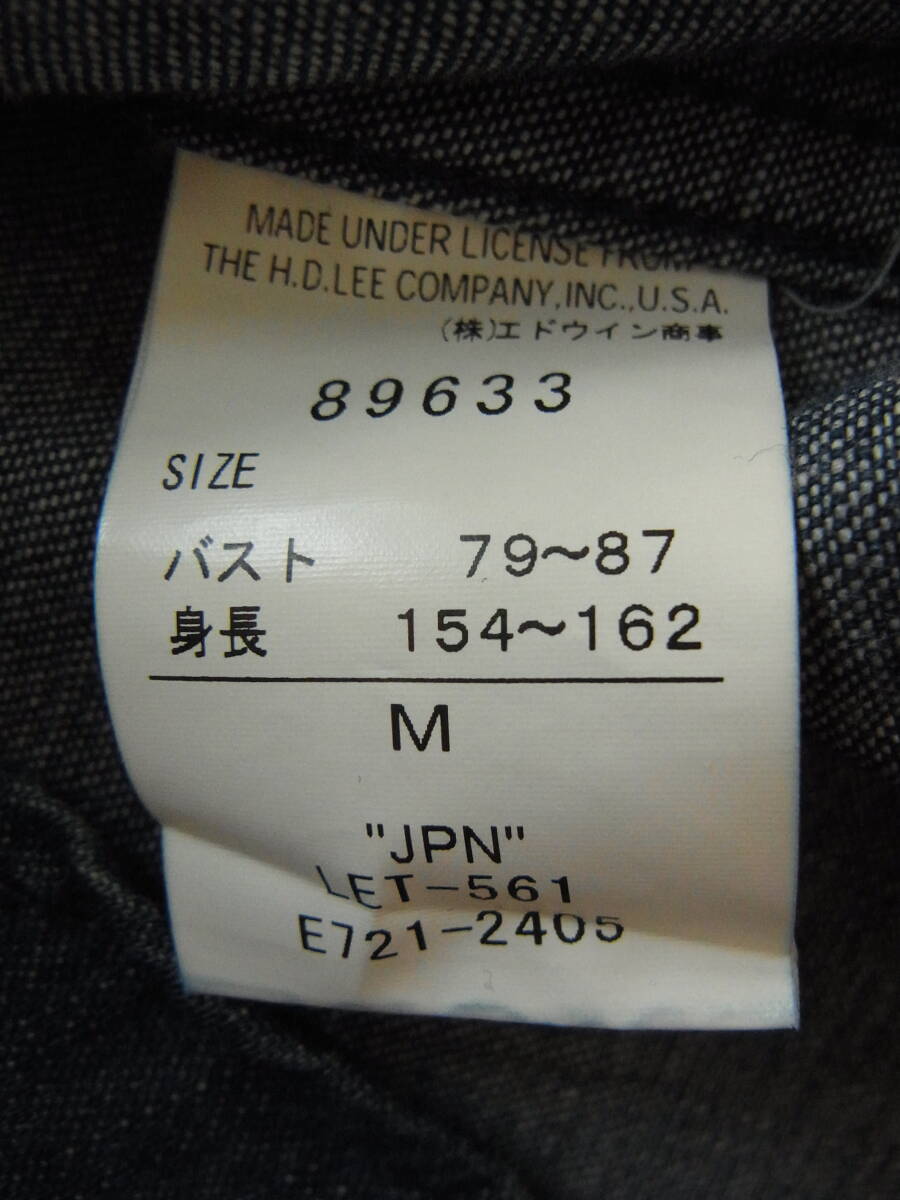 MADE UNDER LICENSE FROM
THE H.D.LEE COMPANY,INC.,U.S.A.
(株)エドウイン商事
89633
SIZE
バスト 79~87
身長 154~162
M
"JPN"
LET-561
E721-2405